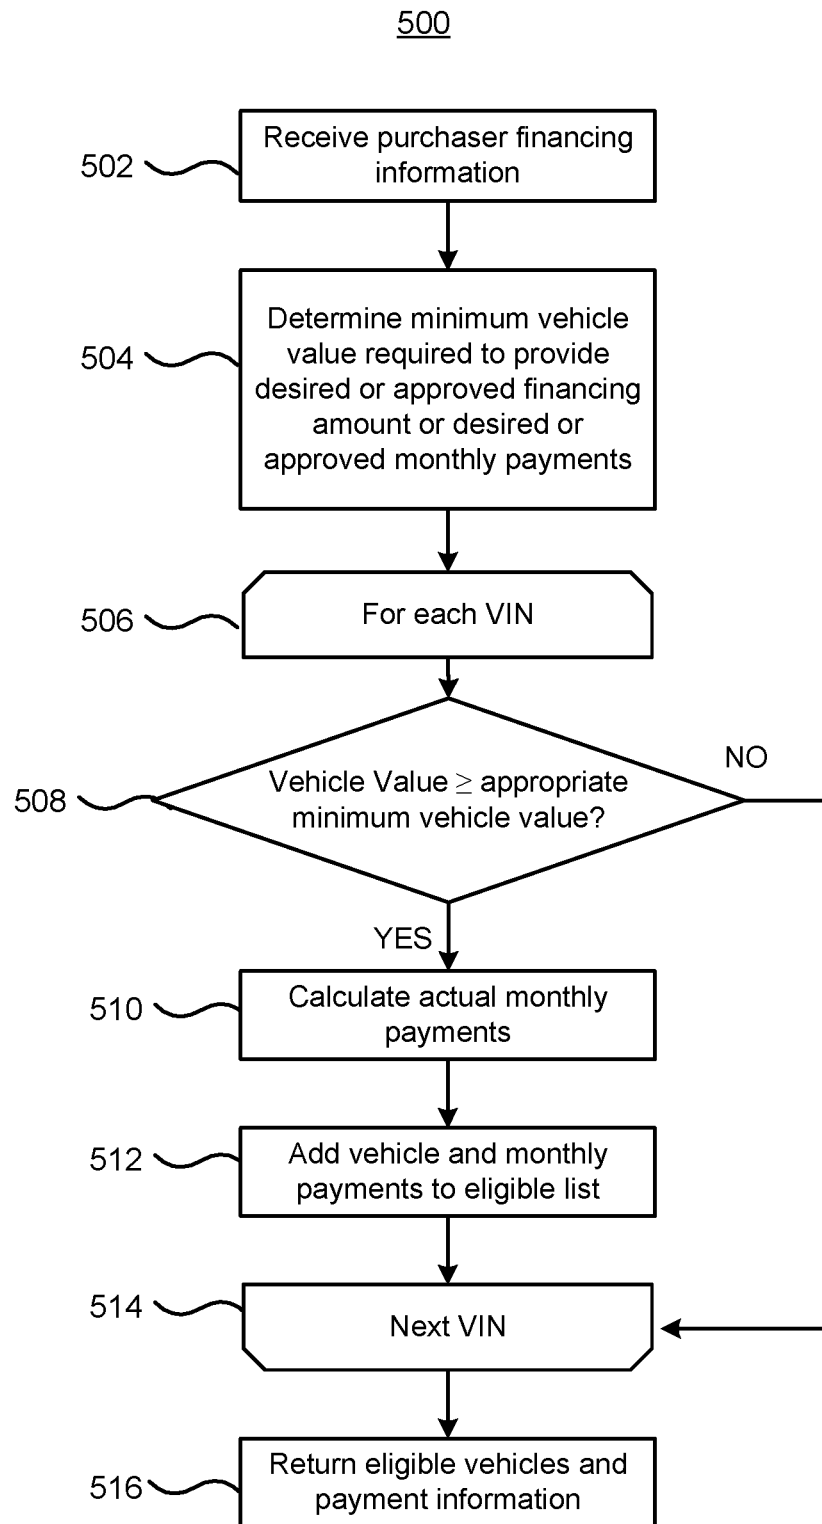 500
502
Receive purchaser financing
information
504
Determine minimum vehicle
value required to provide
desired or approved financing
amount or desired or
approved monthly payments
506
For each VIN
508
Vehicle Value ≥ appropriate
minimum vehicle value?
NO
YES
510
Calculate actual monthly
payments
512
Add vehicle and monthly
payments to eligible list
514
Next VIN
516
Return eligible vehicles and
payment information